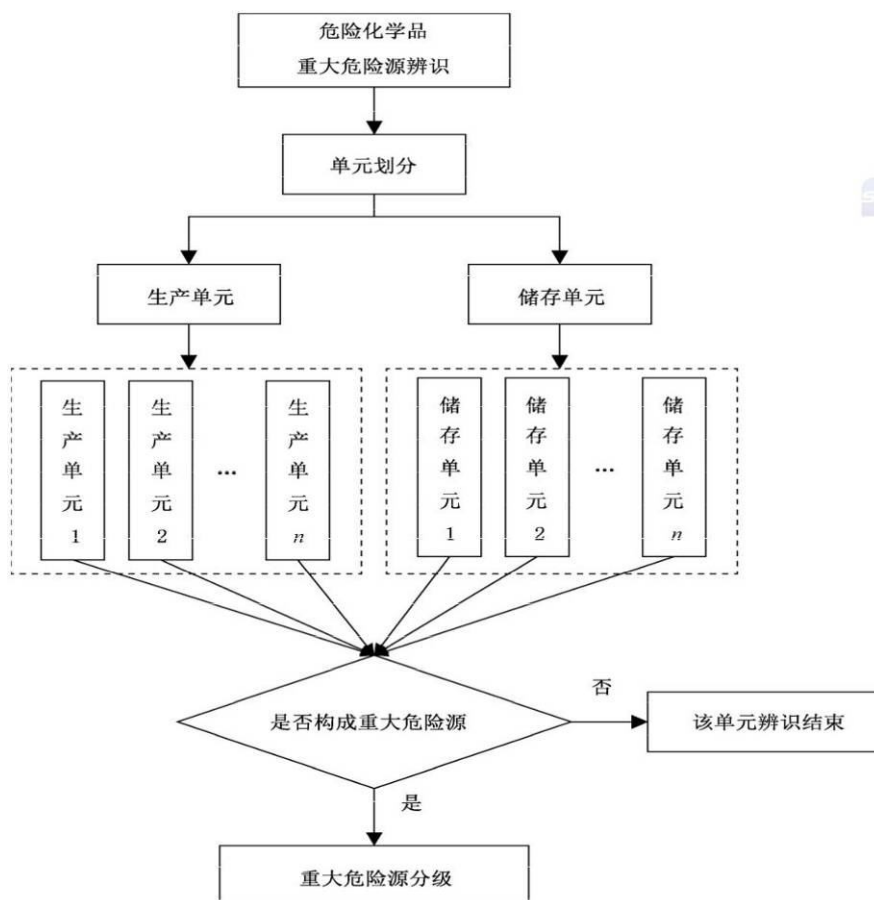 危险化学品
重大危险源辨识
单元划分
生产单元
储存单元
生产单元1
生产单元2
…
生产单元n
储存单元1
储存单元2
…
储存单元n
是否构成重大危险源
否
该单元辨识结束
是
重大危险源分级